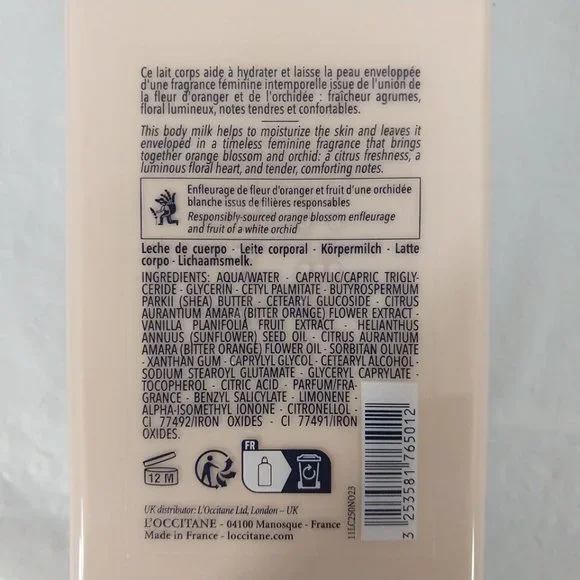 Ce lait corps aide à hydrater et laisse la peau enveloppée
d'une fragrance féminine intemporelle issue de l'union de
la fleur d'oranger et de l'orchidée : fraîcheur agrumes,
floral lumineux, notes tendres et confortables.
This body milk helps to moisturize the skin and leaves it
enveloped in a timeless feminine fragrance that brings
together orange blossom and orchid: a citrus freshness, a
luminous floral heart, and tender, comforting notes.
Enfleurage de fleur d'oranger et fruit d'une orchidée
blanche issus de filières responsables
Responsibly-sourced orange blossom enfleurage
and fruit of a white orchid
Leche de cuerpo - Leite corporal - Körpermilch - Latte
corpo - Lichaamsmelk.
INGREDIENTS: AQUA/WATER - CAPRYLIC/CAPRIC TRIGLY-
CERIDE - GLYCERIN - CETYL PALMITATE - BUTYROSPERMUM
PARKII (SHEA) BUTTER - CETEARYL GLUCOSIDE - CITRUS
AURANTIUM AMARA (BITTER ORANGE) FLOWER EXTRACT -
VANILLA PLANIFOLIA FRUIT EXTRACT - HELIANTHUS
ANNUUS (SUNFLOWER) SEED OIL - CITRUS AURANTIUM
AMARA (BITTER ORANGE) FLOWER OIL - SORBITAN OLIVATE
- XANTHAN GUM - CAPRYLYL GLYCOL - CETEARYL ALCOHOL -
SODIUM STEAROYL GLUTAMATE - GLYCERYL CAPRYLATE -
TOCOPHEROL - CITRIC ACID - PARFUM/FRA-
GRANCE - BENZYL SALICYLATE - LIMONENE -
ALPHA-ISOMETHYL IONONE - CITRONELLOL -
CI 77492/IRON OXIDES - CI 77491/IRON
OXIDES.
12 M
FR
UK distributor: L'Occitane Ltd, London – UK
L'OCCITANE - 04100 Manosque - France
Made in France - loccitane.com
11LC250NO23
3 253581 765012